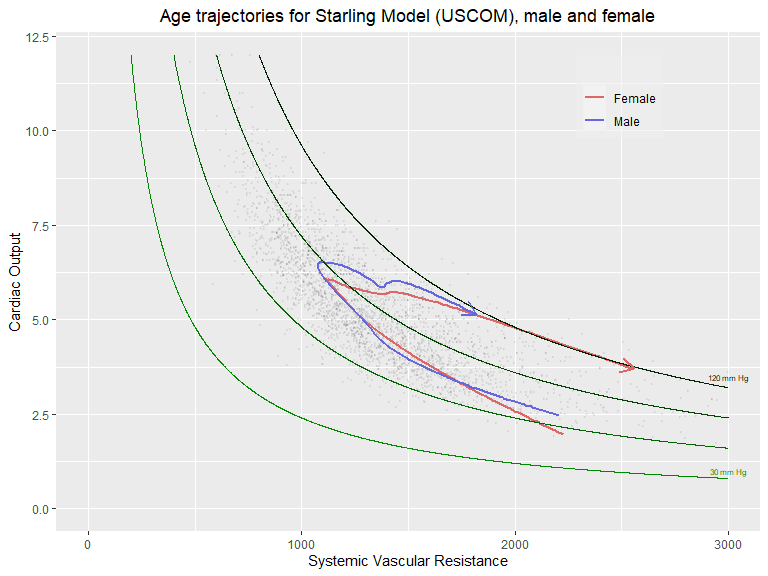 Age trajectories for Starling Model (USCOM), male and female
12.5
10.0
7.5
5.0
2.5
0.0
Cardiac Output
Female
Male
120 mm Hg
30 mm Hg
0
1000
2000
3000
Systemic Vascular Resistance